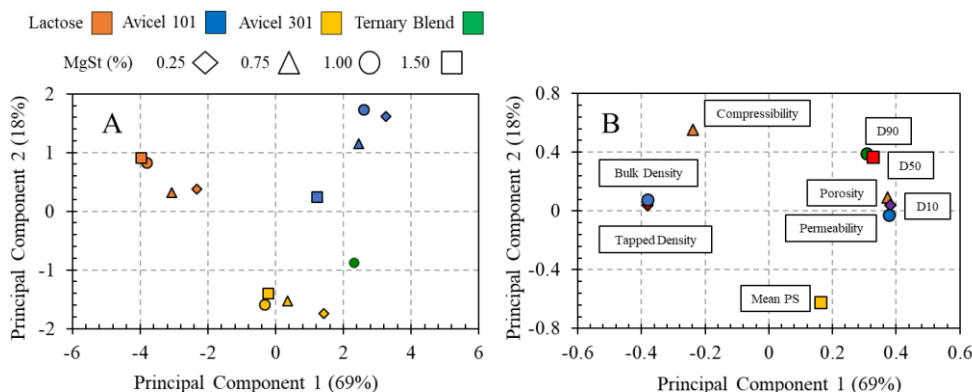 Lactose Avicel 101 Avicel 301 Ternary Blend
MgSt (%) 0.25 0.75 1.00 1.50
A
2
1
0
-1
-2
-6 -4 -2 0 2 4 6
Principal Component 2 (18%)
Principal Component 1 (69%)
B
0.8
0.4
0
-0.4
-0.8
-0.6 -0.4 -0.2 0 0.2 0.4 0.6
Principal Component 2 (18%)
Principal Component 1 (69%)
Compressibility
D90
D50
Bulk Density
Porosity
D10
Tapped Density
Permeability
Mean PS